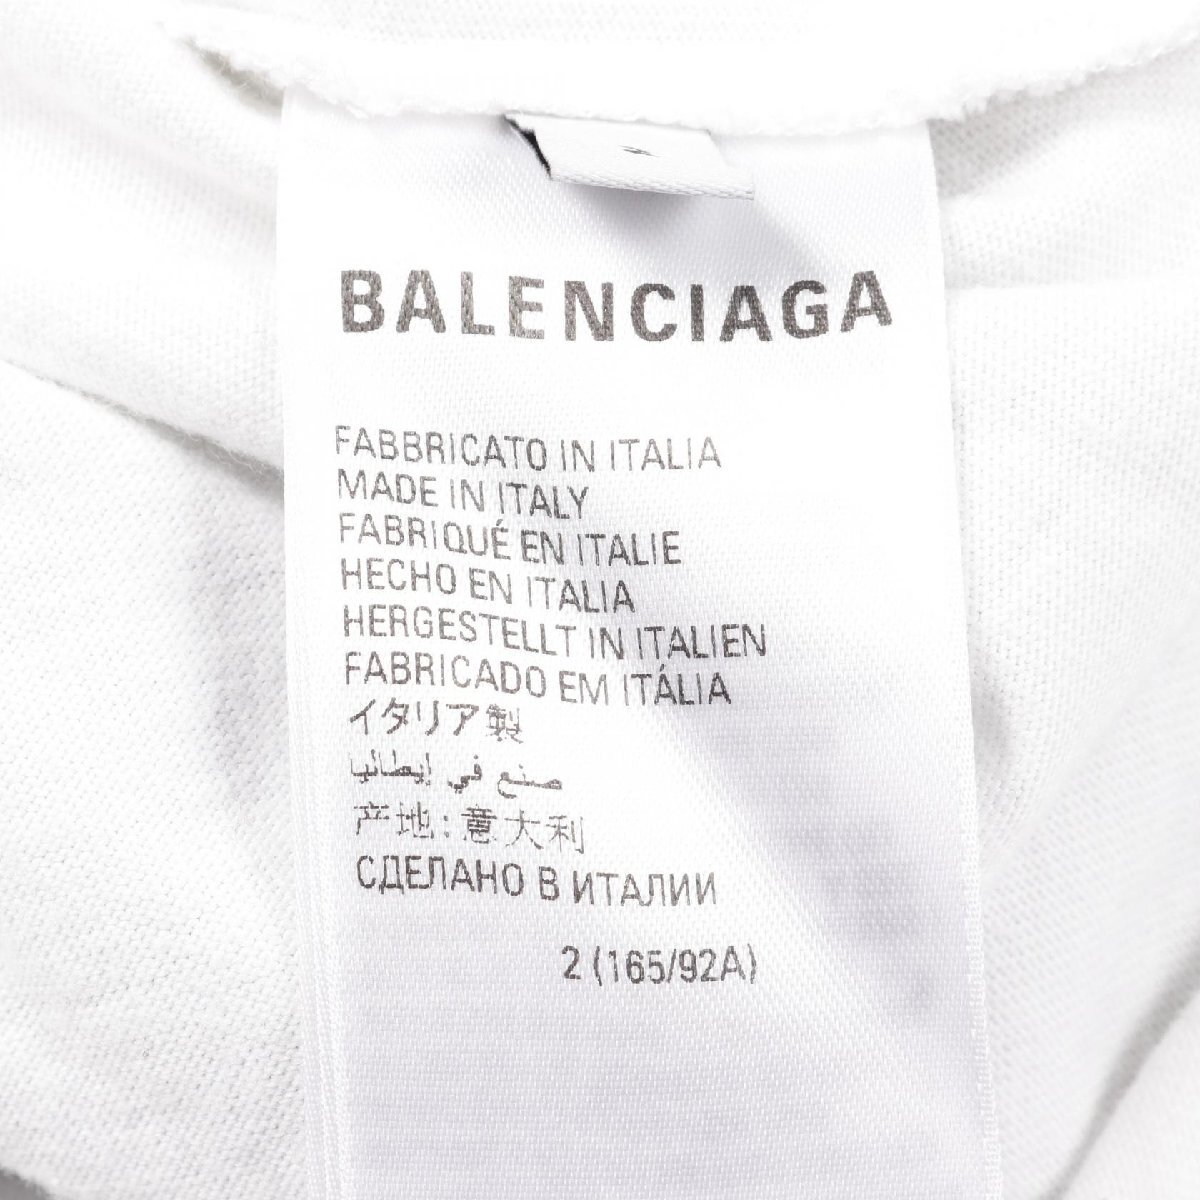 BALENCIAGA
FABBRICATO IN ITALIA
MADE IN ITALY
FABRIQUÉ EN ITALIE
HECHO EN ITALIA
HERGESTELLT IN ITALIEN
FABRICADO EM ITÁLIA
イタリア製
صنع في إيطاليا
产地:意大利
СДЕЛАНО В ИТАЛИИ
2 (165/92A)